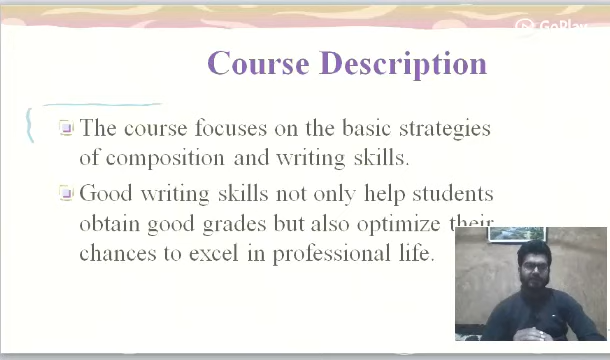 GoPlay
Course Description
The course focuses on the basic strategies
of composition and writing skills.
Good writing skills not only help students
obtain good grades but also optimize their
chances to excel in professional life.